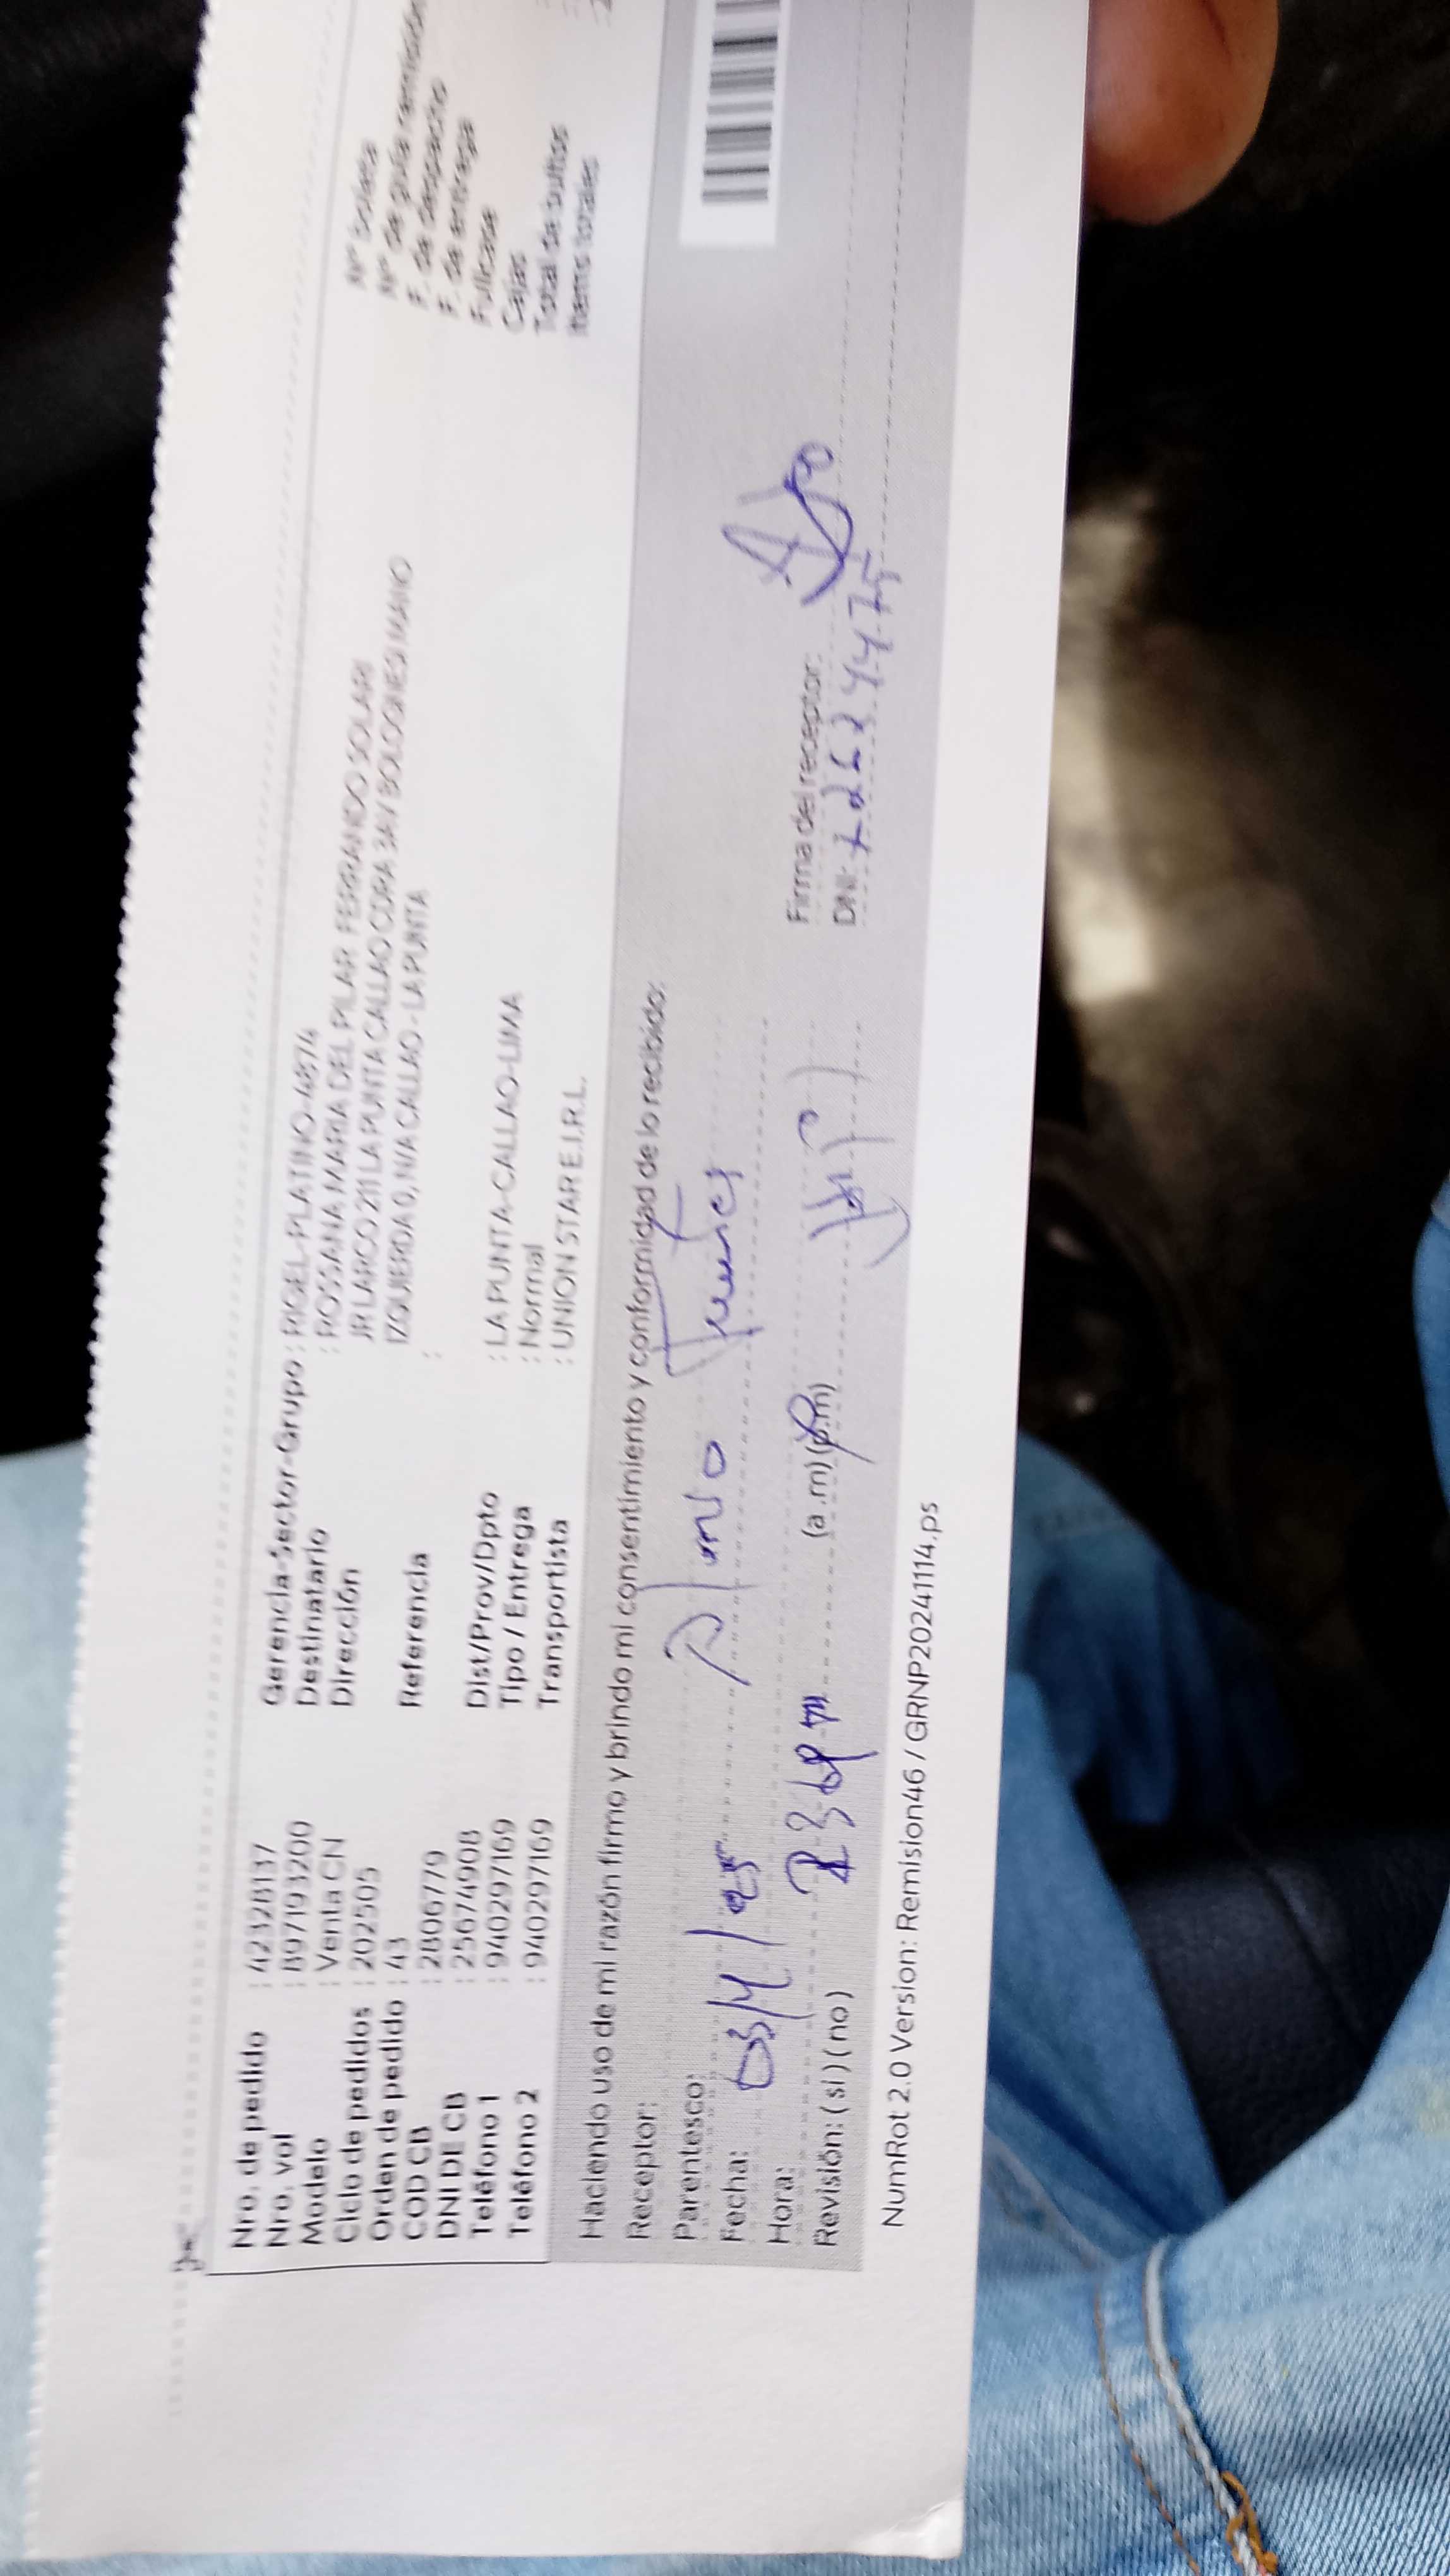 Nro. de pedido : 42328137
Nro. vol : 897193200
Modelo : Venta CN
Ciclo de pedidos : 202505
Orden de pedido : 43
COD CB : 2806779
DNI DE CB : 25674908
Teléfono 1 : 940297169
Teléfono 2 : 940297169
Gerencia-Sector-Grupo : RIGEL-PLATINO-4874
Destinatario : ROSSANA MARIA DEL PILAR FERRANDO SOLARI
Dirección JR LARCO 211 LA PUNTA CALLAO CDRA 3AV BOLOGNESI MANO
IZQUIERDA 0, N/A CALLAO - LA PUNTA
Referencia :
Dist/Prov/Dpto : LA PUNTA-CALLAO-LIMA
Tipo / Entrega : Normal
Transportista : UNION STAR E.I.R.L.
Nº boleta
Nº de guía remisión
F. de despacho
F. de entrega
Fullcase
Cajas
Total de bultos
Items totales
Haciendo uso de mi razón firmo y brindo mi consentimiento y conformidad de lo recibido:
Receptor:
Parentesco:
Fecha: 03/4/25
Hora: (a.m) (p.m)
Revisión: ( si ) ( no )
Firma del receptor:
DNI:
NumRot 2.0 Version: Remision46 / GRNP20241114.ps